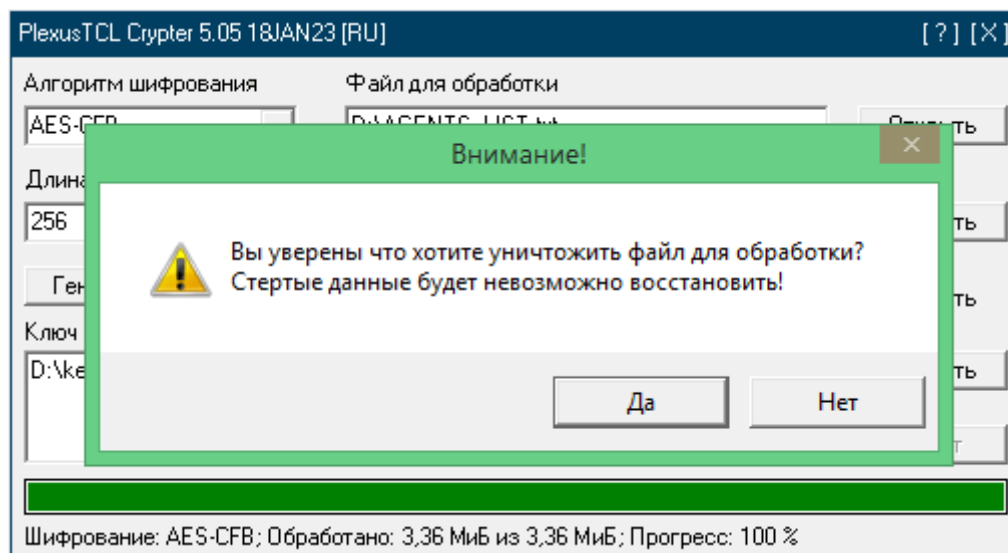 PlexusTCL Crypter 5.05 18JAN23 [RU] [ ? ] [X]
Алгоритм шифрования Файл для обработки
Внимание!
256
Вы уверены что хотите уничтожить файл для обработки?
Стертые данные будет невозможно восстановить!
Ключ
Да Нет
Шифрование: AES-CFB; Обработано: 3,36 МиБ из 3,36 МиБ; Прогресс: 100 %